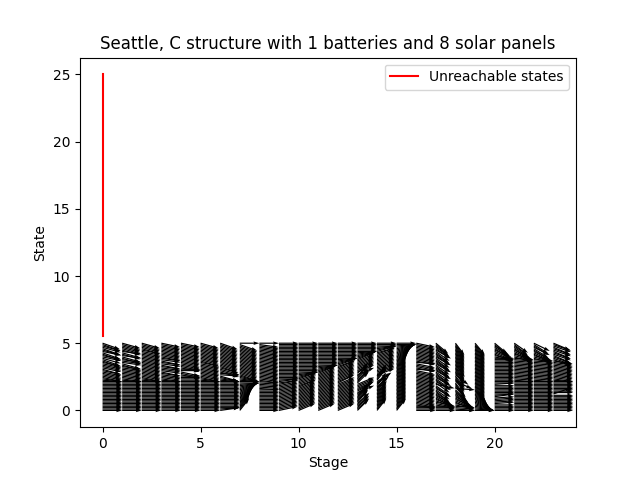 Seattle, C structure with 1 batteries and 8 solar panels
Unreachable states
25
20
15
10
5
0
State
0 5 10 15 20
Stage